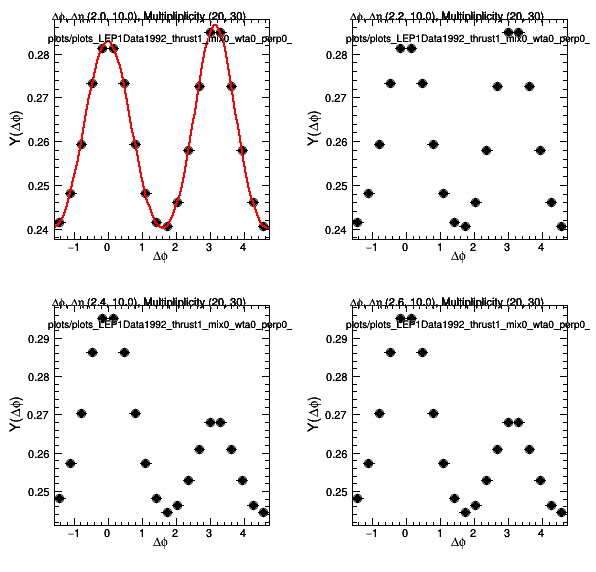 Δϕ, Δη (2.0, 10.0), Multipliplicity (20, 30)
plots/plots_LEP1Data1992_thrust1_mix0_wta0_perp0_
0.28
0.27
0.26
0.25
0.24
Y(Δϕ)
−1 0 1 2 3 4
Δϕ
Δϕ, Δη (2.2, 10.0), Multipliplicity (20, 30)
plots/plots_LEP1Data1992_thrust1_mix0_wta0_perp0_
0.28
0.27
0.26
0.25
0.24
Y(Δϕ)
−1 0 1 2 3 4
Δϕ
Δϕ, Δη (2.4, 10.0), Multipliplicity (20, 30)
plots/plots_LEP1Data1992_thrust1_mix0_wta0_perp0_
0.29
0.28
0.27
0.26
0.25
Y(Δϕ)
−1 0 1 2 3 4
Δϕ
Δϕ, Δη (2.6, 10.0), Multipliplicity (20, 30)
plots/plots_LEP1Data1992_thrust1_mix0_wta0_perp0_
0.29
0.28
0.27
0.26
0.25
Y(Δϕ)
−1 0 1 2 3 4
Δϕ